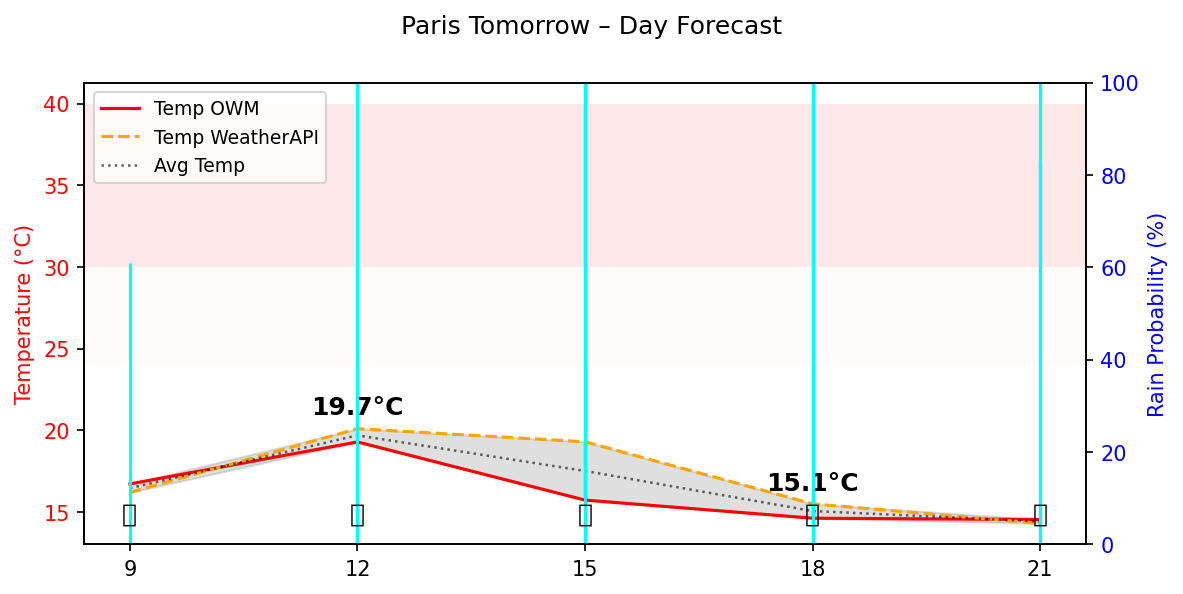 Paris Tomorrow – Day Forecast
Temp OWM
Temp WeatherAPI
Avg Temp
Temperature (°C)
40
35
30
25
20
15
19.7°C
15.1°C
100
80
60
40
20
0
Rain Probability (%)
9 12 15 18 21